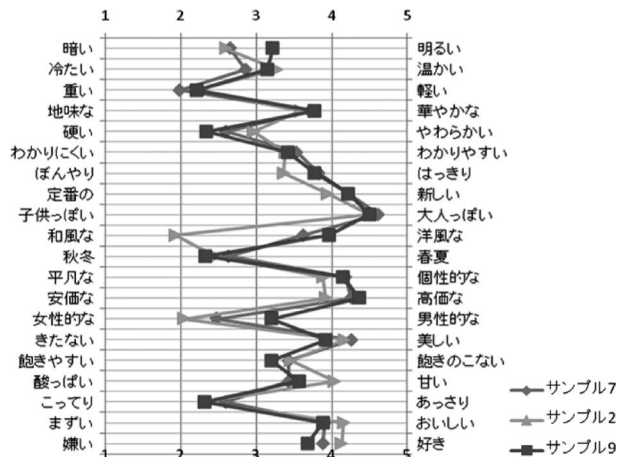 1 2 3 4 5
暗い 明るい
冷たい 温かい
重い 軽い
地味な 華やかな
硬い やわらかい
わかりにくい わかりやすい
ぼんやり はっきり
定番の 新しい
子供っぽい 大人っぽい
和風な 洋風な
秋冬 春夏
平凡な 個性的な
安価な 高価な
女性的な 男性的な
きたない 美しい
飽きやすい 飽きのこない
酸っぱい 甘い
こってり あっさり
まずい おいしい
嫌い 好き
サンプル7
サンプル2
サンプル9